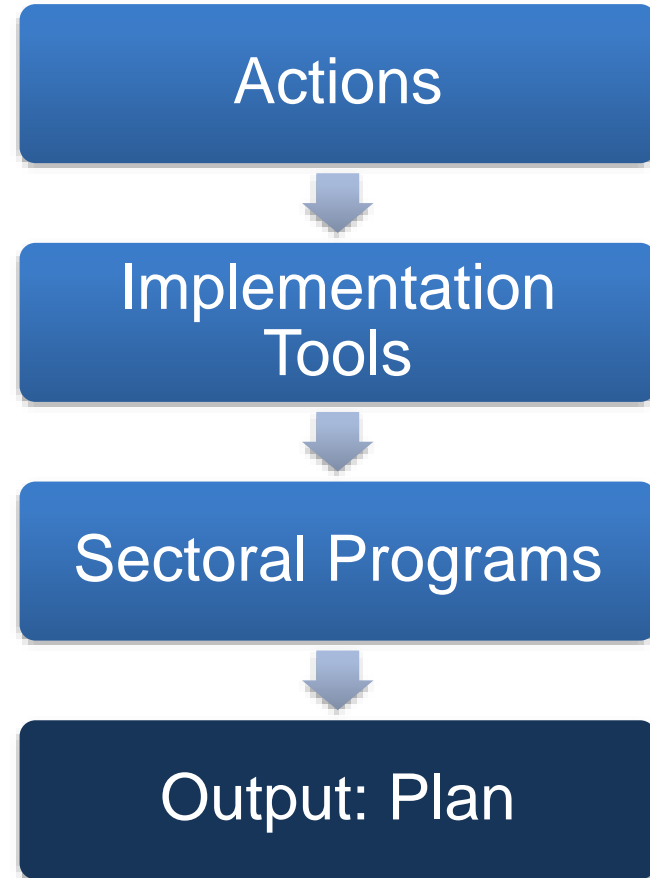 Actions
Implementation
Tools
Sectoral Programs
Output: Plan